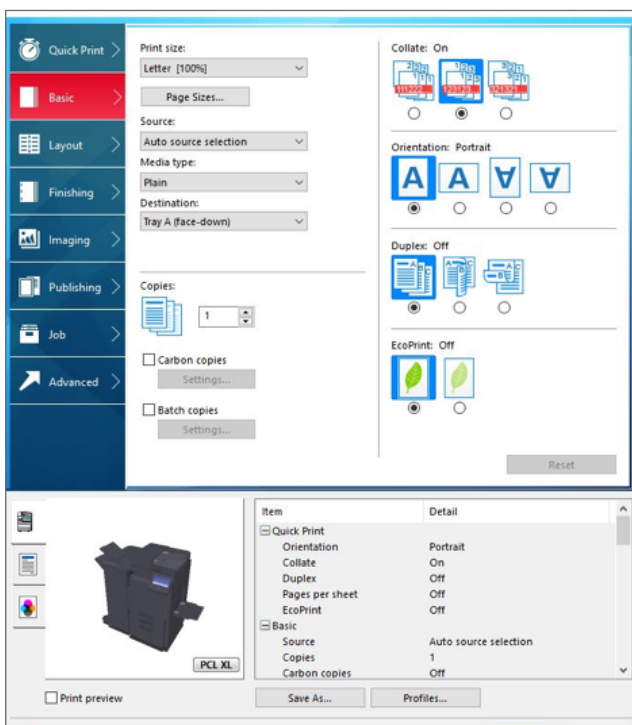 Quick Print
Basic
Layout
Finishing
Imaging
Publishing
Job
Advanced
Print size:
Letter [100%]
Page Sizes...
Source:
Auto source selection
Media type:
Plain
Destination:
Tray A (face-down)
Copies:
1
Carbon copies
Settings...
Batch copies
Settings...
Collate: On
111222... 123123... 321321...
Orientation: Portrait
A A A A
Duplex: Off
A B C A B C A B C
EcoPrint: Off
Reset
PCL XL
Print preview
Item Detail
Quick Print
Orientation Portrait
Collate On
Duplex Off
Pages per sheet Off
EcoPrint Off
Basic
Source Auto source selection
Copies 1
Carbon copies Off
Save As... Profiles...